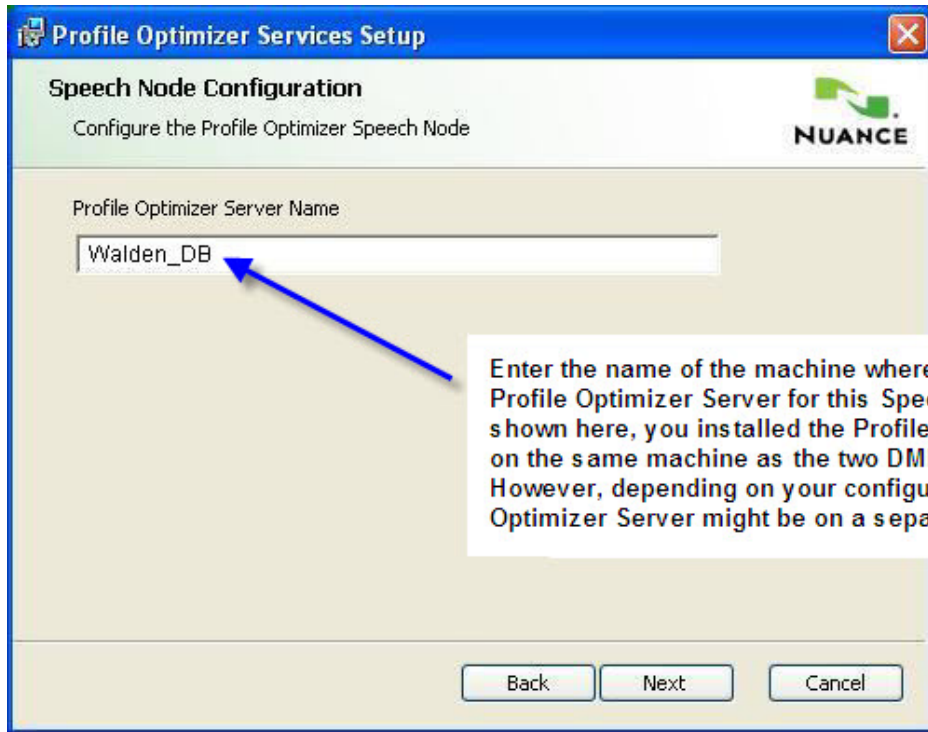 Profile Optimizer Services Setup
Speech Node Configuration
Configure the Profile Optimizer Speech Node
NUANCE
Profile Optimizer Server Name
Walden_DB
Enter the name of the machine where
Profile Optimizer Server for this Spee
shown here, you installed the Profile
on the same machine as the two DM
However, depending on your configu
Optimizer Server might be on a sepa
Back
Next
Cancel